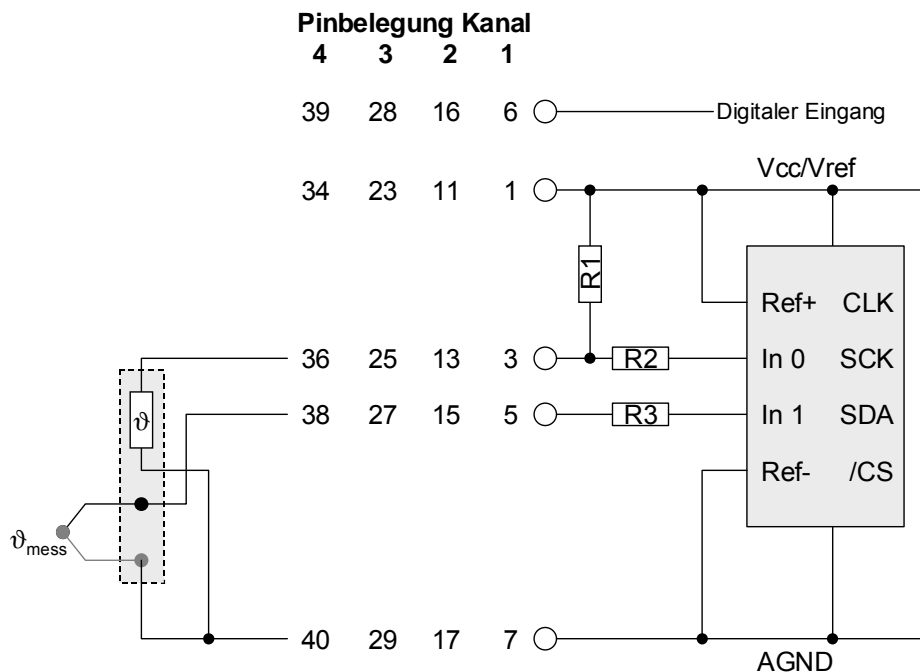 Pinbelegung Kanal
4 3 2 1
39 28 16 6 Digitaler Eingang
Vcc/Vref
34 23 11 1
R1
Ref+ CLK
36 25 13 3 R2 In 0 SCK
ϑ
38 27 15 5 R3 In 1 SDA
Ref- /CS
ϑmess
40 29 17 7
AGND